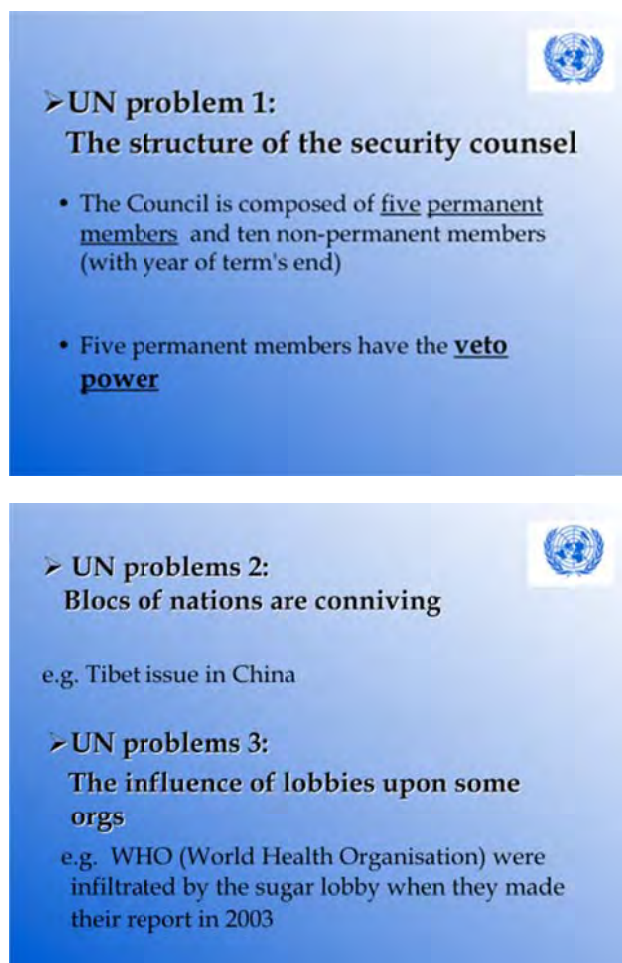 ➢UN problem 1:
The structure of the security counsel
• The Council is composed of five permanent
members and ten non-permanent members
(with year of term's end)
• Five permanent members have the veto
power
➢ UN problems 2:
Blocs of nations are conniving
e.g. Tibet issue in China
➢UN problems 3:
The influence of lobbies upon some
orgs
e.g. WHO (World Health Organisation) were
infiltrated by the sugar lobby when they made
their report in 2003